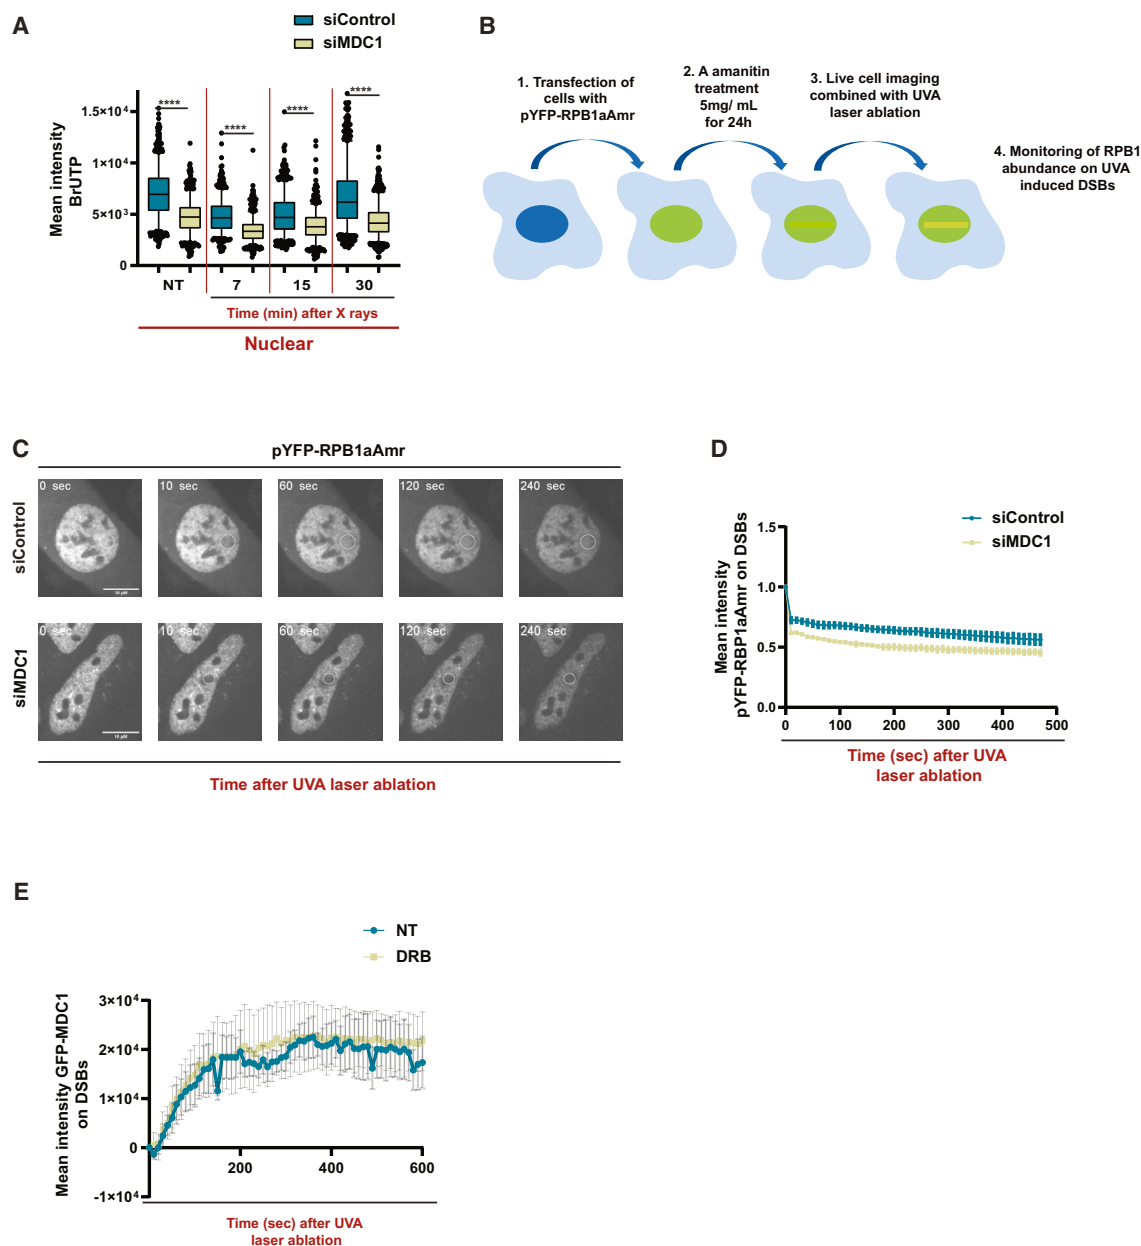 A
siControl
siMDC1
Mean intensity
BrUTP
1.5×10⁴
1×10⁴
5×10³
0
****
****
****
****
NT
7
15
30
Time (min) after X rays
Nuclear
B
1. Transfection of
cells with
pYFP-RPB1aAmr
2. A amanitin
treatment
5mg/ mL
for 24h
3. Live cell imaging
combined with UVA
laser ablation
4. Monitoring of RPB1
abundance on UVA
induced DSBs
C
pYFP-RPB1aAmr
siControl
0 sec
10 sec
60 sec
120 sec
240 sec
10 µM
siMDC1
0 sec
10 sec
60 sec
120 sec
240 sec
10 µM
Time after UVA laser ablation
D
siControl
siMDC1
Mean intensity
pYFP-RBP1aAmr on DSBs
1.5
1.0
0.5
0.0
0
100
200
300
400
500
Time (sec) after UVA
laser ablation
E
NT
DRB
Mean intensity GFP-MDC1
on DSBs
3×10⁴
2×10⁴
1×10⁴
0
-1×10⁴
200
400
600
Time (sec) after UVA
laser ablation